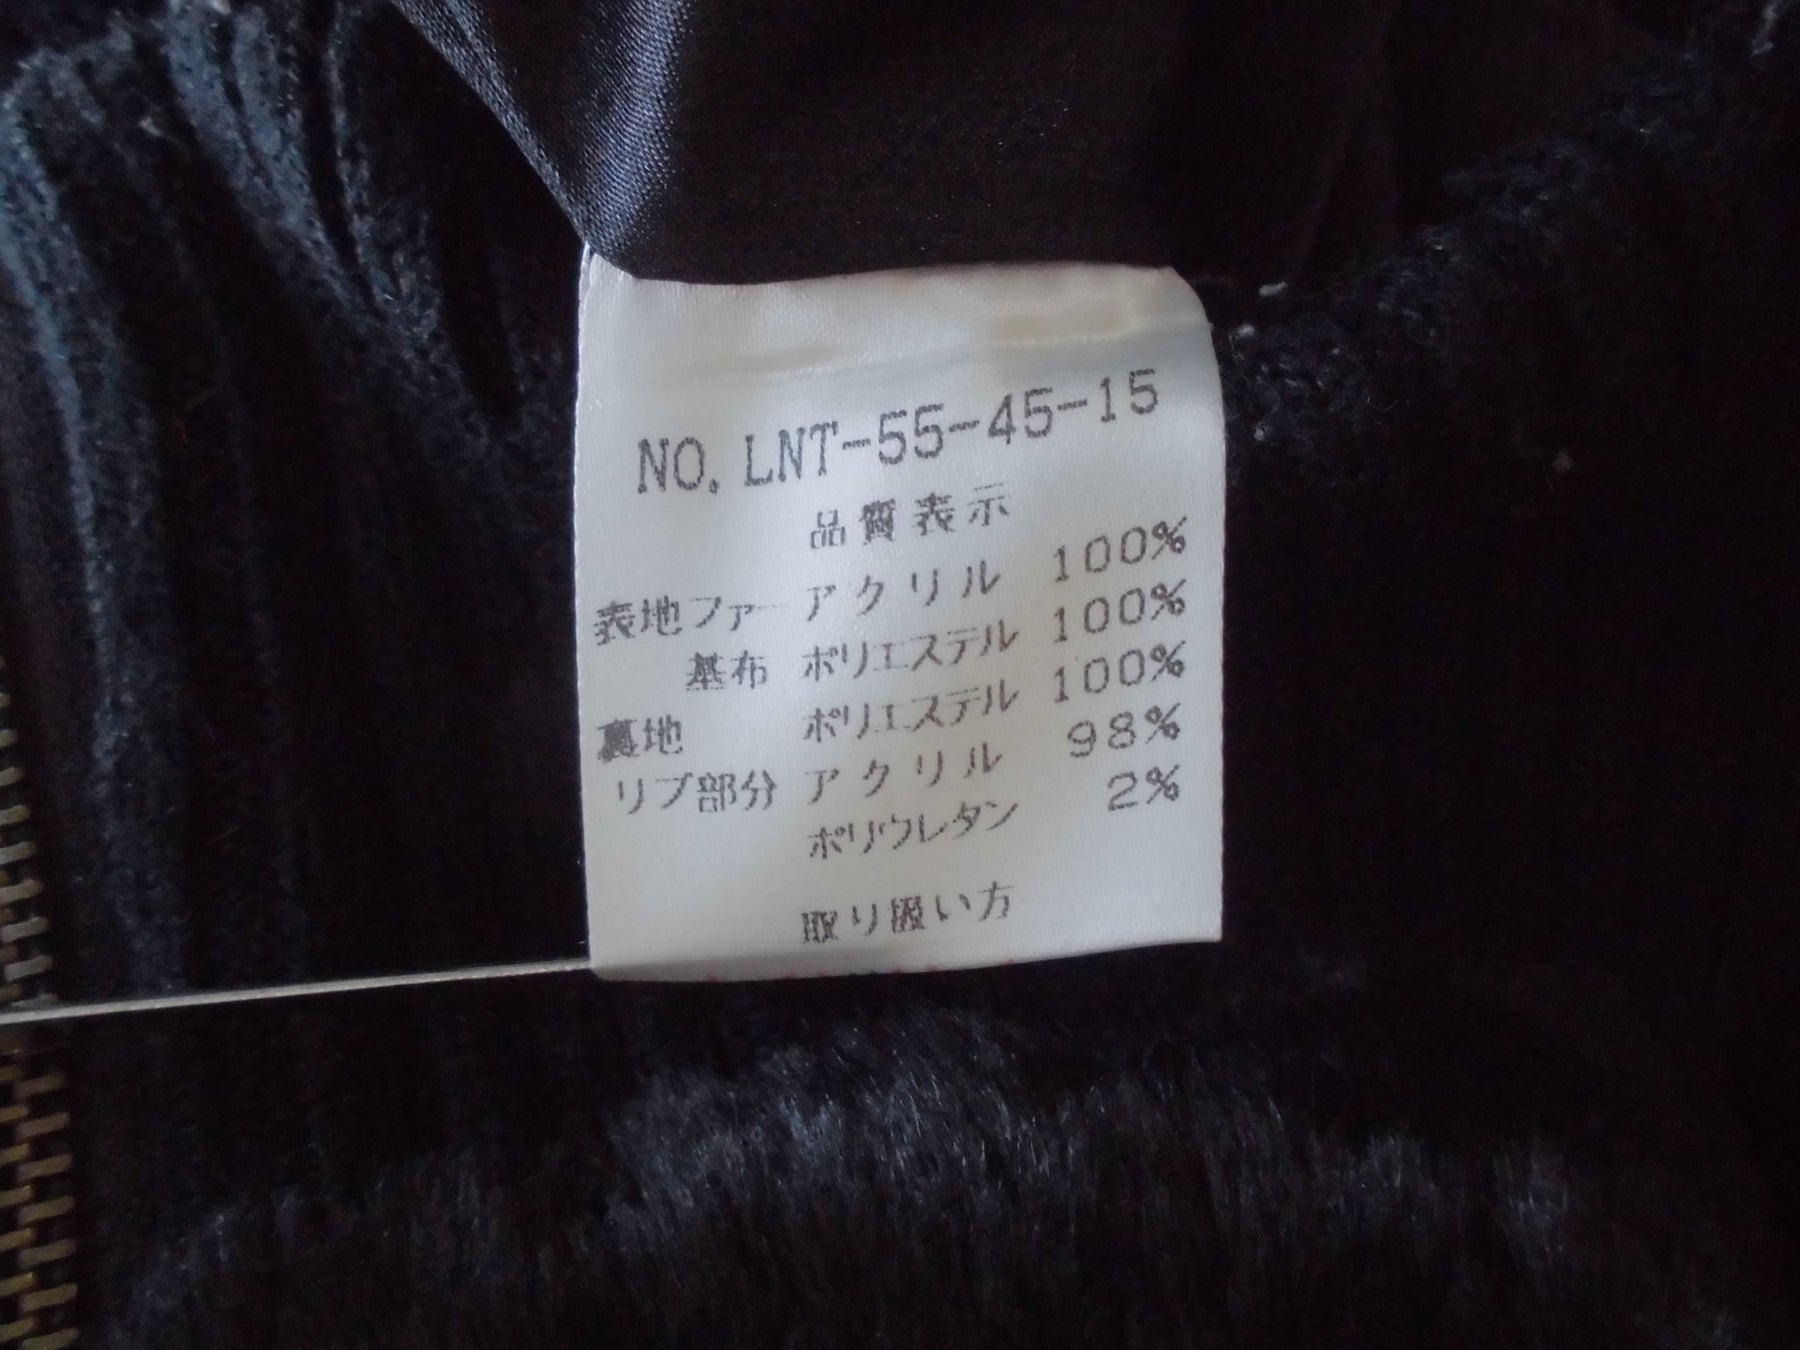 NO. LNT-55-45-15
品質表示
表地ファー アクリル 100%
基布 ポリエステル 100%
裏地 ポリエステル 100%
リブ部分 アクリル 98%
ポリウレタン 2%
取り扱い方